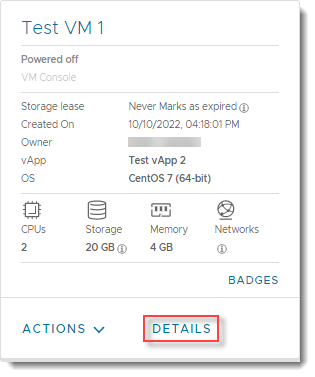 Test VM 1
Powered off
VM Console
Storage lease Never Marks as expired
Created On 10/10/2022, 04:18:01 PM
Owner
vApp Test vApp 2
OS CentOS 7 (64-bit)
CPUs Storage Memory Networks
2 20 GB 4 GB
BADGES
ACTIONS DETAILS